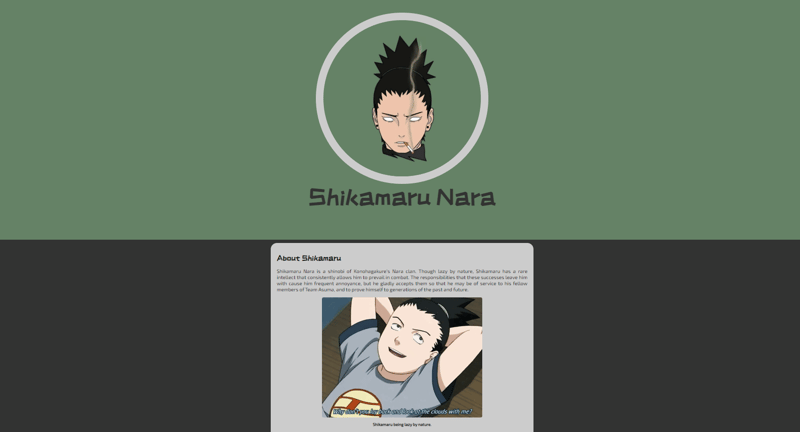 Shikamaru Nara
About Shikamaru
Shikamaru Nara is a shinobi of Konohagakure's Nara clan. Though lazy by nature, Shikamaru has a rare
intellect that consistently allows him to prevail in combat. The responsibilities that these successes leave him
with cause him frequent annoyance, but he gladly accepts them so that he may be of service to his fellow
members of Team Asuma, and to prove himself to generations of the past and future.
Why don't you lay back and look at the clouds with me?
Shikamaru being lazy by nature.